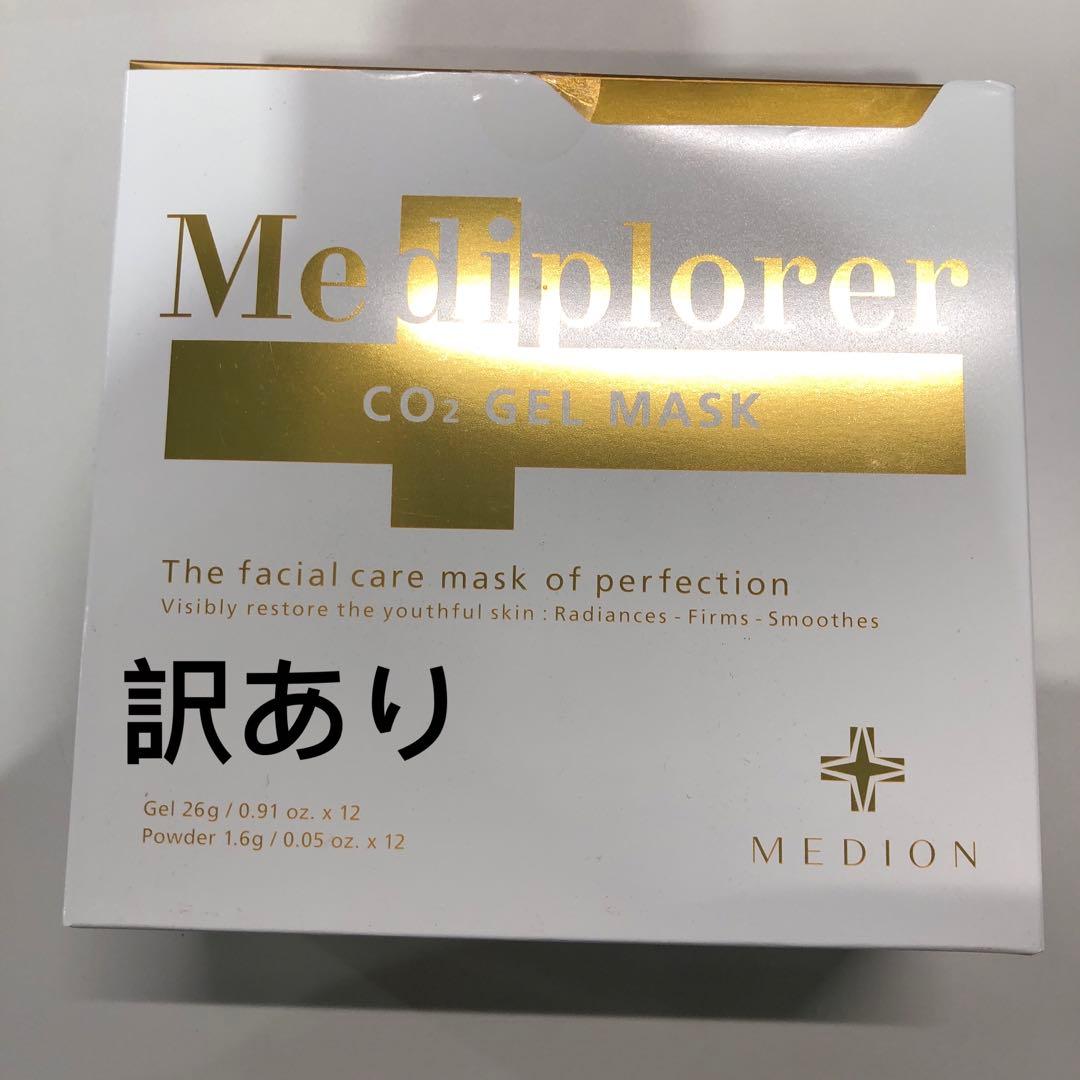 Mediplorer
CO₂ GEL MASK
The facial care mask of perfection
Visibly restore the youthful skin : Radiances - Firms - Smoothes
訳あり
Gel 26g / 0.91 oz. x 12
Powder 1.6g / 0.05 oz. x 12
MEDION